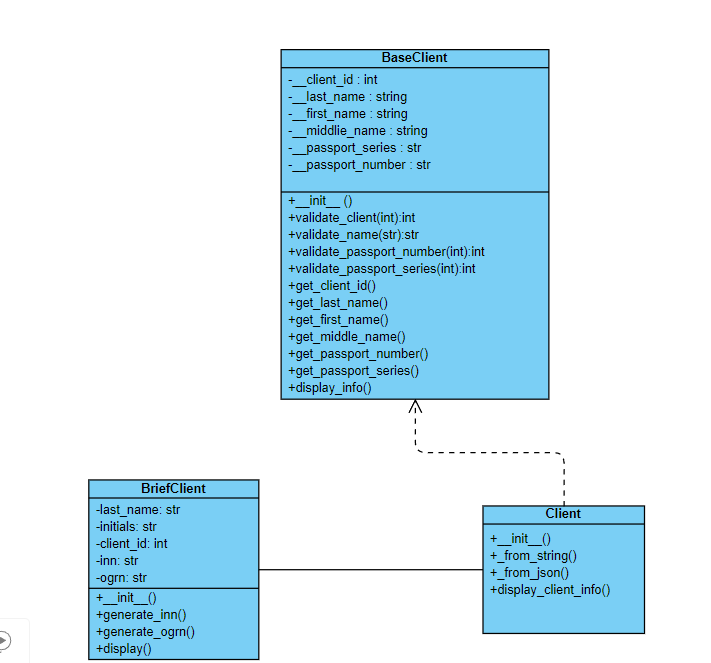 BaseClient
-__client_id : int
-__last_name : string
-__first_name : string
-__middlie_name : string
-__passport_series : str
-__passport_number : str
+__init__ ()
+validate_client(int):int
+validate_name(str):str
+validate_passport_number(int):int
+validate_passport_series(int):int
+get_client_id()
+get_last_name()
+get_first_name()
+get_middle_name()
+get_passport_number()
+get_passport_series()
+display_info()
BriefClient
-last_name: str
-initials: str
-client_id: int
-inn: str
-ogrn: str
+__init__()
+generate_inn()
+generate_ogrn()
+display()
Client
+__init__()
+_from_string()
+_from_json()
+display_client_info()